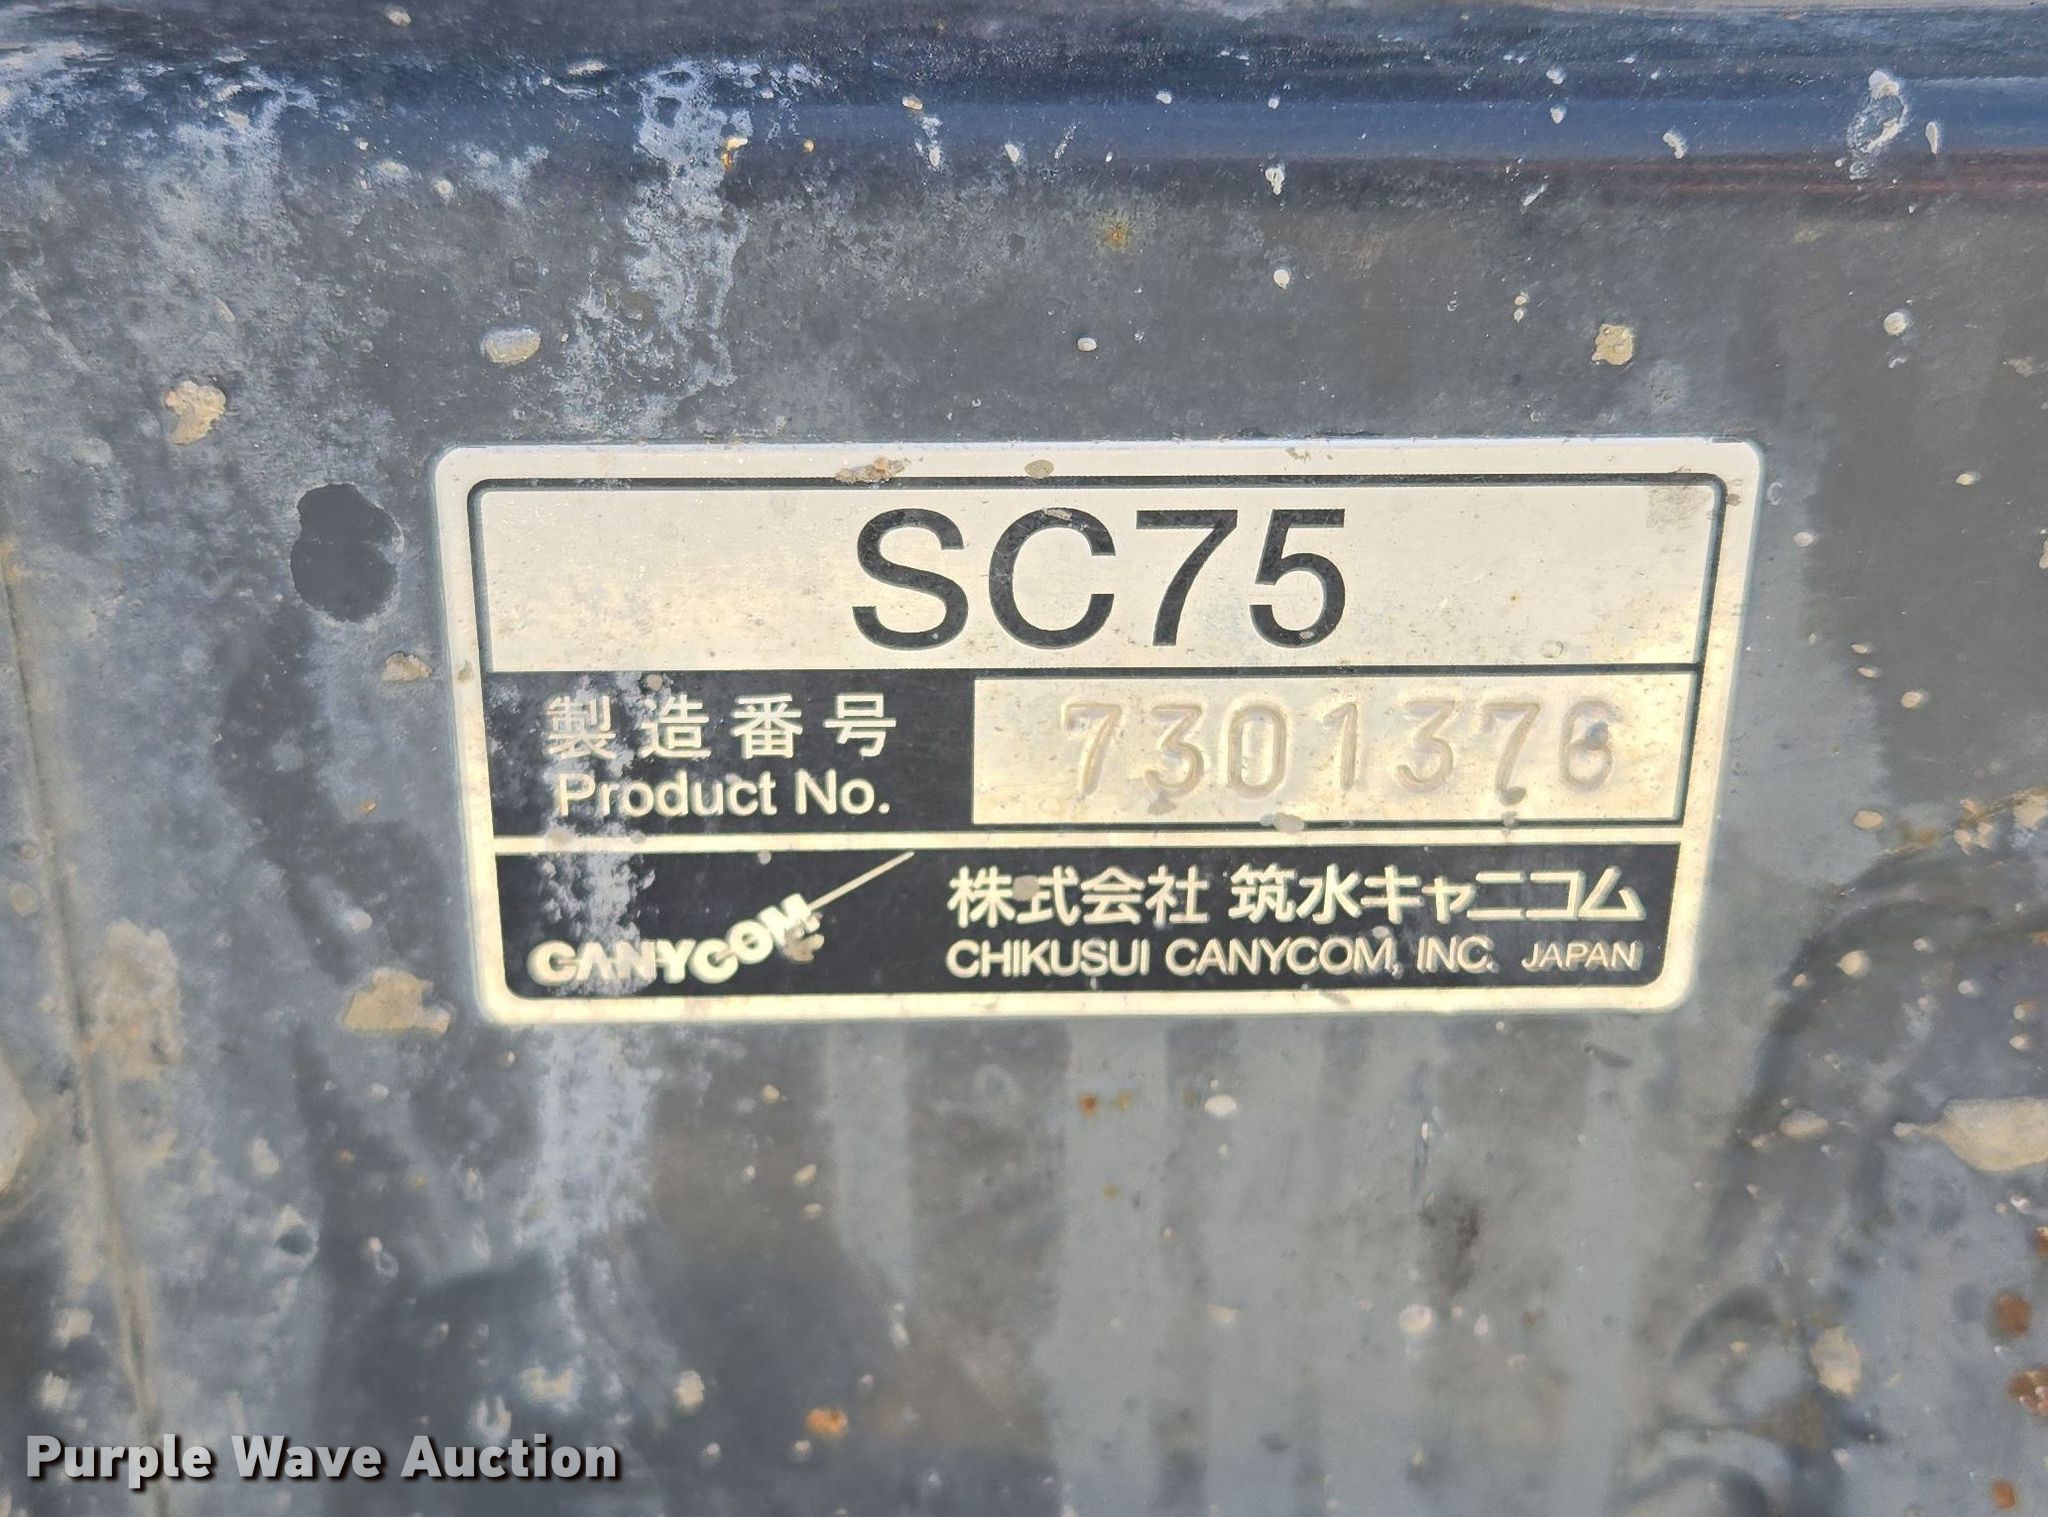 SC75
製造番号
Product No.
7301376
CANYCOM
株式会社 筑水キャニコム
CHIKUSUI CANYCOM, INC. JAPAN
Purple Wave Auction